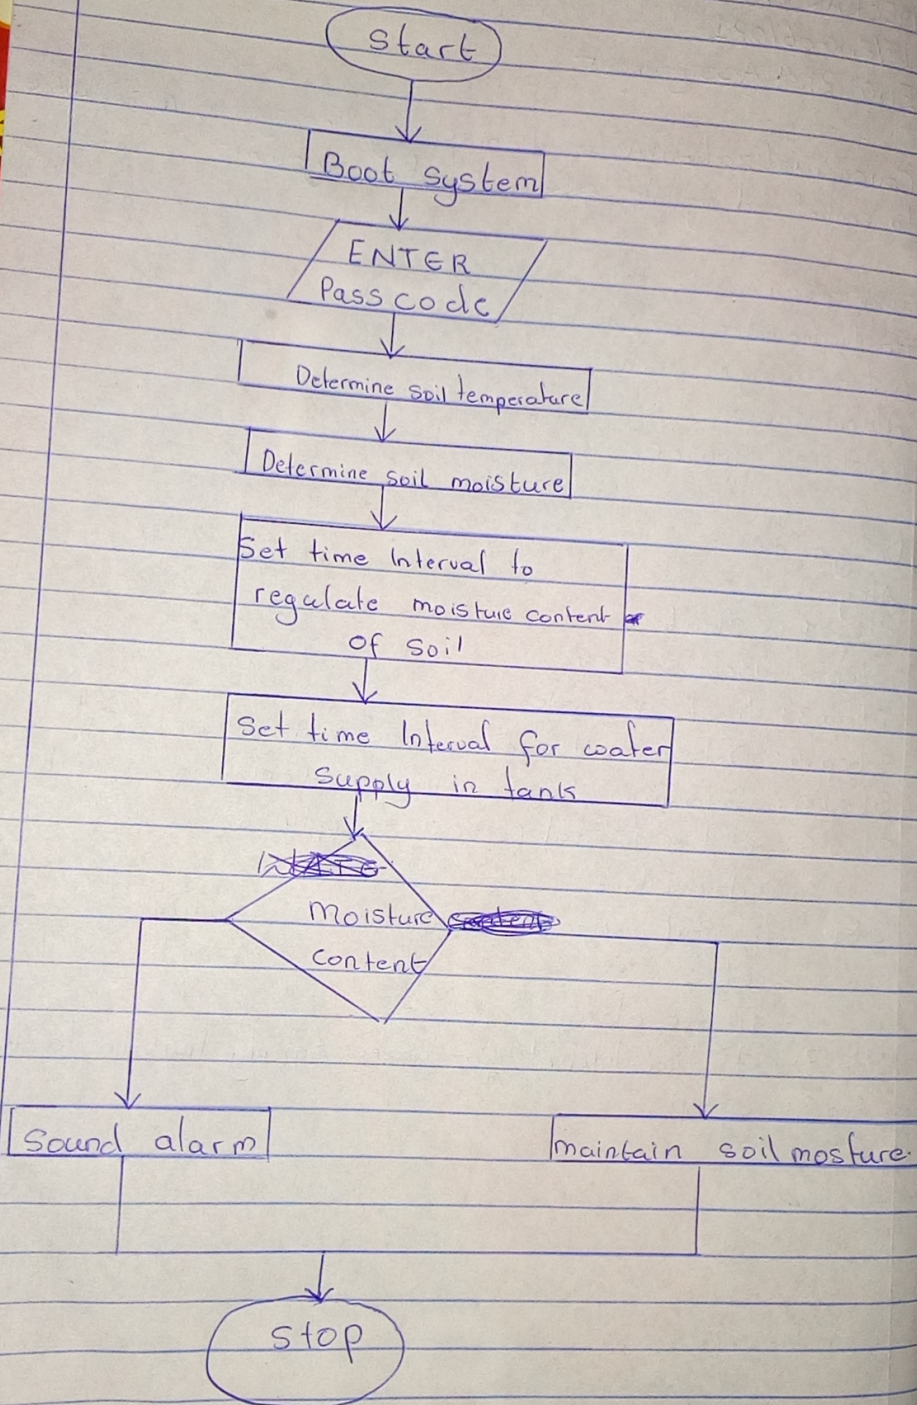 Start
Boot system
ENTER
Pass code
Determine soil temperature
Determine soil moisture
Set time Interval to
regulate moisture content
of soil
Set time Interval for water
supply in tank
Moisture
content
Sound alarm
maintain soil mosture.
Stop